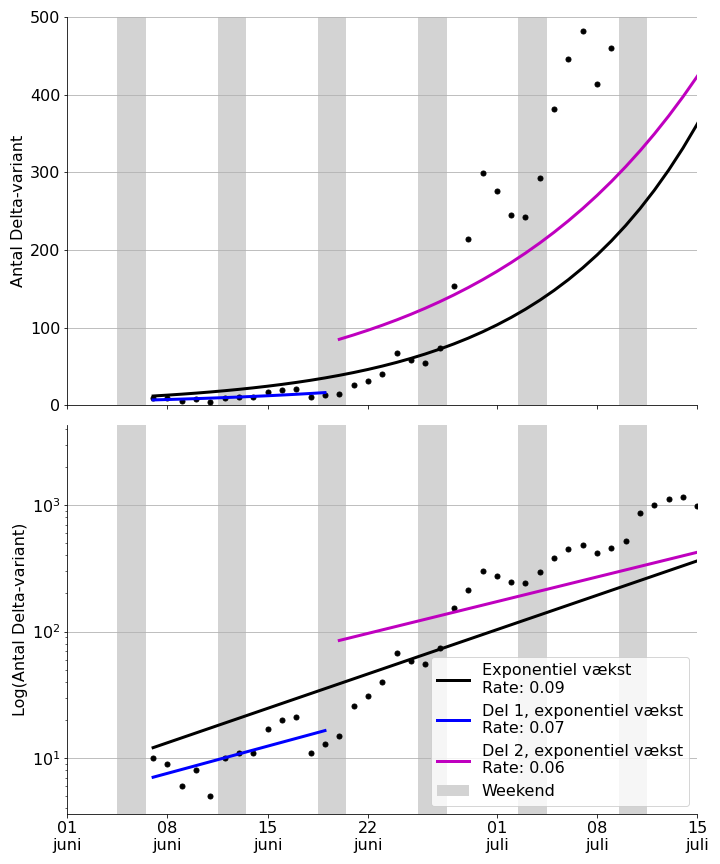 500
400
300
200
100
0
Antal Delta-variant
10³
10²
10¹
Log(Antal Delta-variant)
Exponentiel vækst
Rate: 0.09
Del 1, exponentiel vækst
Rate: 0.07
Del 2, exponentiel vækst
Rate: 0.06
Weekend
01 08 15 22 01 08 15
juni juni juni juni juli juli juli